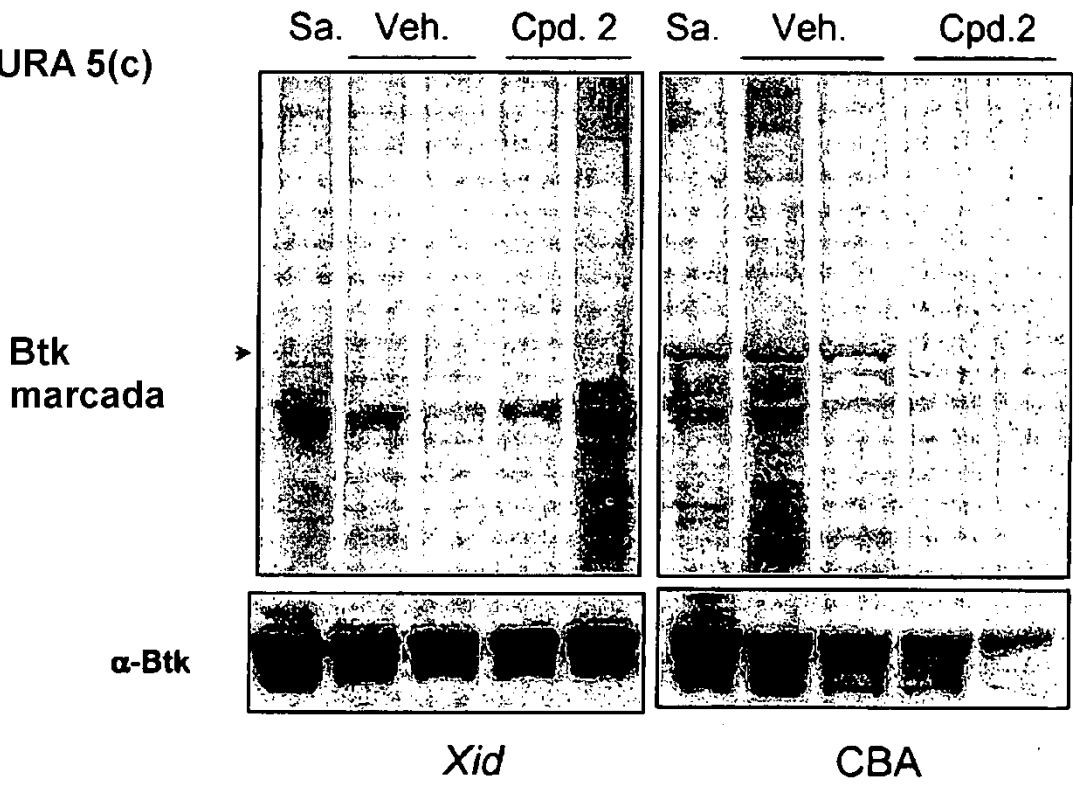 Sa. Veh. Cpd. 2 Sa. Veh. Cpd.2
URA 5(c)
Btk
marcada
α-Btk
Xid CBA